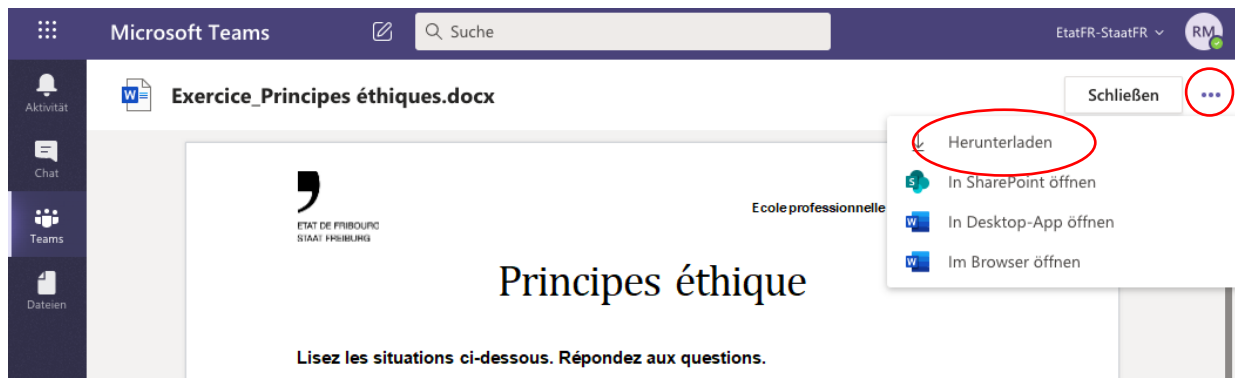 Microsoft Teams
Suche
EtatFR-StaatFR
RM
Aktivität
Exercice_Principes éthiques.docx
Schließen
Chat
Herunterladen
In SharePoint öffnen
In Desktop-App öffnen
Im Browser öffnen
Teams
Dateien
ETAT DE FRIBOURG
STAAT FREIBURG
Ecole professionnelle
Principes éthique
Lisez les situations ci-dessous. Répondez aux questions.